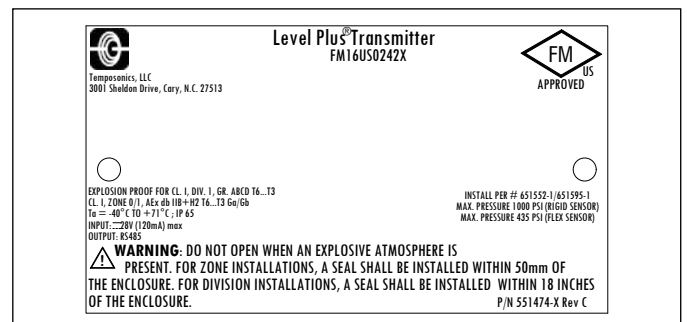 Level Plus® Transmitter
FM16US0242X
FM
US
APPROVED
Temposonics, LLC
3001 Sheldon Drive, Cary, N.C. 27513
EXPLOSION PROOF FOR CL. I, DIV. 1, GR. ABCD T6...T3
CL. I, ZONE 0/1, AEx db IIB+H2 T6...T3 Ga/Gb
Ta = -40°C TO +71°C ; IP 65
INPUT: ⎓28V (120mA) max
OUTPUT: RS485
INSTALL PER # 651552-1/651595-1
MAX. PRESSURE 1000 PSI (RIGID SENSOR)
MAX. PRESSURE 435 PSI (FLEX SENSOR)
WARNING: DO NOT OPEN WHEN AN EXPLOSIVE ATMOSPHERE IS
PRESENT. FOR ZONE INSTALLATIONS, A SEAL SHALL BE INSTALLED WITHIN 50mm OF
THE ENCLOSURE. FOR DIVISION INSTALLATIONS, A SEAL SHALL BE INSTALLED WITHIN 18 INCHES
OF THE ENCLOSURE.
P/N 551474-X Rev C